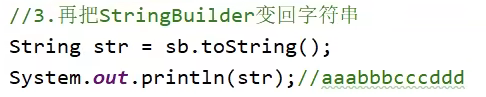 //3.再把StringBuilder变回字符串
String str = sb.toString();
System.out.println(str);//aaabbbcccddd